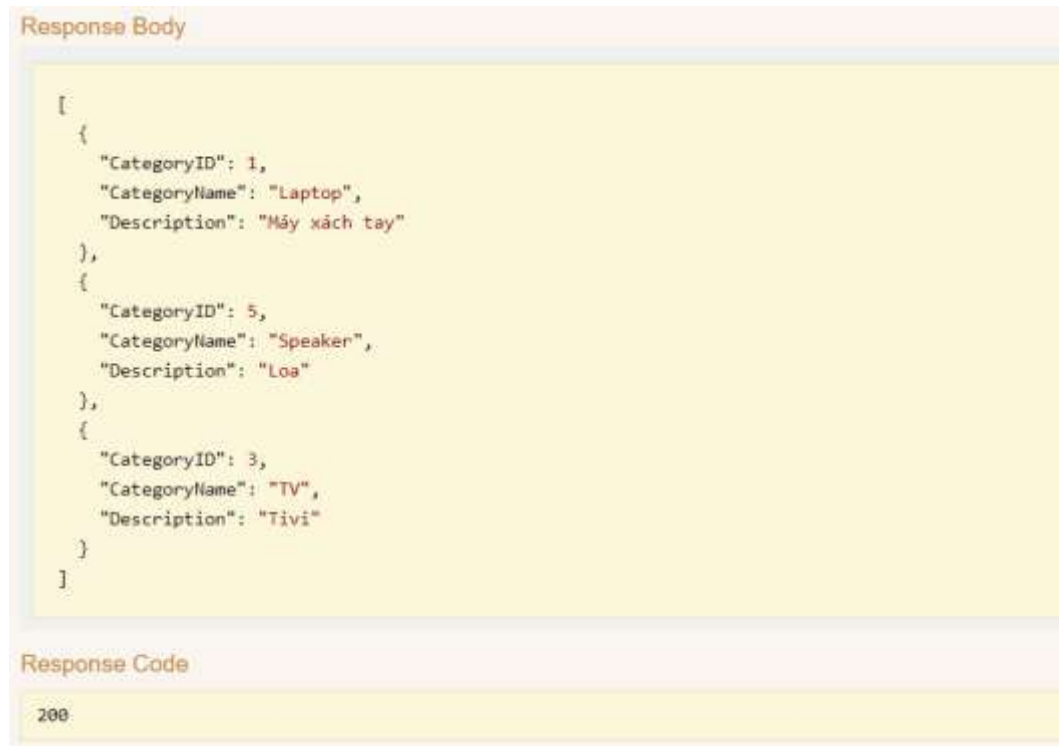 Response Body
[
{
"CategoryID": 1,
"CategoryName": "Laptop",
"Description": "Máy xách tay"
},
{
"CategoryID": 5,
"CategoryName": "Speaker",
"Description": "Loa"
},
{
"CategoryID": 3,
"CategoryName": "TV",
"Description": "Tivi"
}
]
Response Code
200